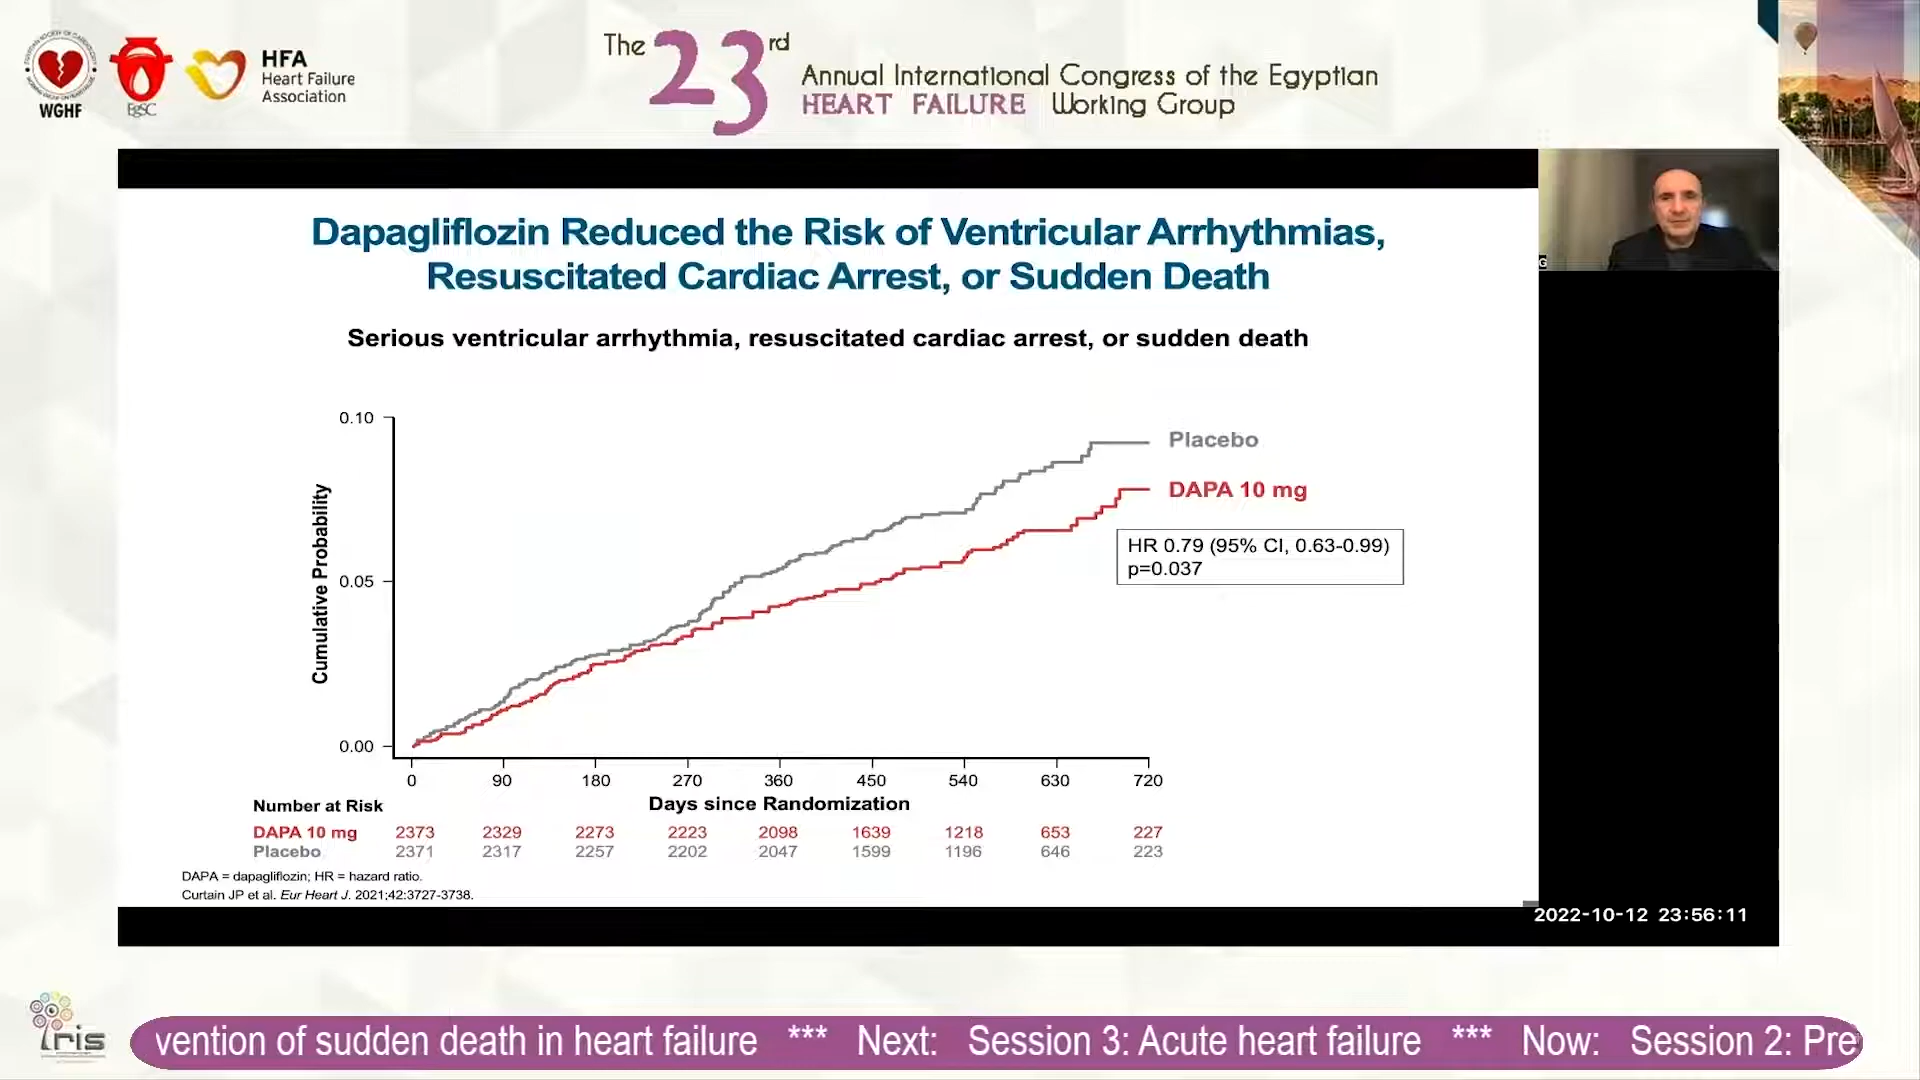 WGHF
EgSC
HFA
Heart Failure
Association
The 23rd
Annual International Congress of the Egyptian
HEART FAILURE Working Group
Dapagliflozin Reduced the Risk of Ventricular Arrhythmias,
Resuscitated Cardiac Arrest, or Sudden Death
Serious ventricular arrhythmia, resuscitated cardiac arrest, or sudden death
Cumulative Probability
0.10
0.05
0.00
Placebo
DAPA 10 mg
HR 0.79 (95% CI, 0.63-0.99)
p=0.037
0 90 180 270 360 450 540 630 720
Days since Randomization
Number at Risk
DAPA 10 mg 2373 2329 2273 2223 2098 1639 1218 653 227
Placebo 2371 2317 2257 2202 2047 1599 1196 646 223
DAPA = dapagliflozin; HR = hazard ratio.
Curtain JP et al. Eur Heart J. 2021;42:3727-3738.
G
2022-10-12 23:56:11
iris
vention of sudden death in heart failure *** Next: Session 3: Acute heart failure *** Now: Session 2: Pre